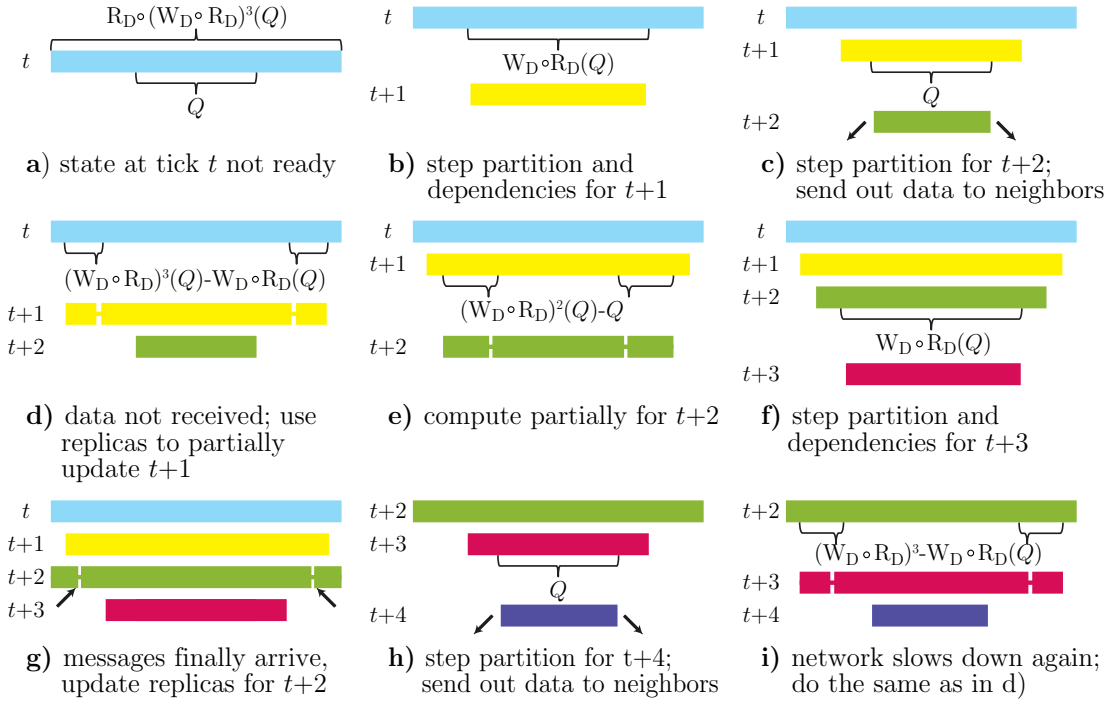 R_D∘(W_D∘R_D)³(Q)
t
Q
a) state at tick t not ready
t
W_D∘R_D(Q)
t+1
b) step partition and
dependencies for t+1
t
t+1
Q
t+2
c) step partition for t+2;
send out data to neighbors
t
(W_D∘R_D)³(Q)-W_D∘R_D(Q)
t+1
t+2
d) data not received; use
replicas to partially
update t+1
t
t+1
(W_D∘R_D)²(Q)-Q
t+2
e) compute partially for t+2
t
t+1
t+2
W_D∘R_D(Q)
t+3
f) step partition and
dependencies for t+3
t
t+1
t+2
t+3
g) messages finally arrive,
update replicas for t+2
t+2
t+3
Q
t+4
h) step partition for t+4;
send out data to neighbors
t+2
(W_D∘R_D)³-W_D∘R_D(Q)
t+3
t+4
i) network slows down again;
do the same as in d)